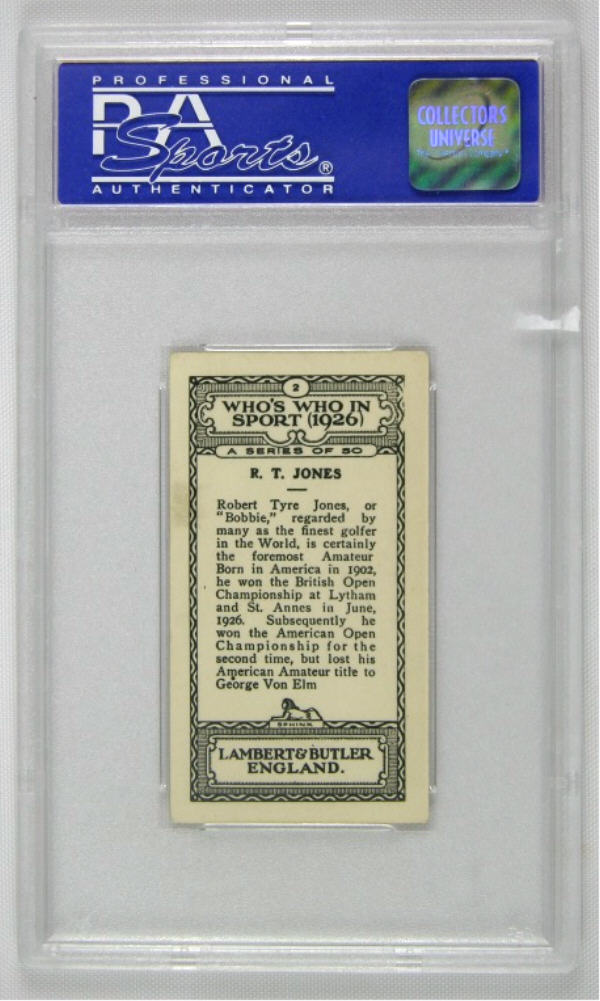 PROFESSIONAL
PSA
Sports®
AUTHENTICATOR
COLLECTORS
UNIVERSE
2
WHO'S WHO IN
SPORT (1926)
A SERIES OF 50
R. T. JONES
Robert Tyre Jones, or
"Bobbie," regarded by
many as the finest golfer
in the World, is certainly
the foremost Amateur
Born in America in 1902,
he won the British Open
Championship at Lytham
and St. Annes in June,
1926. Subsequently he
won the American Open
Championship for the
second time, but lost his
American Amateur title to
George Von Elm
SPHINX
LAMBERT & BUTLER
ENGLAND.